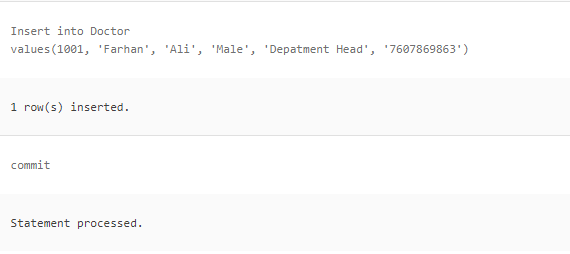 Insert into Doctor
values(1001, 'Farhan', 'Ali', 'Male', 'Depatment Head', '7607869863')
1 row(s) inserted.
commit
Statement processed.